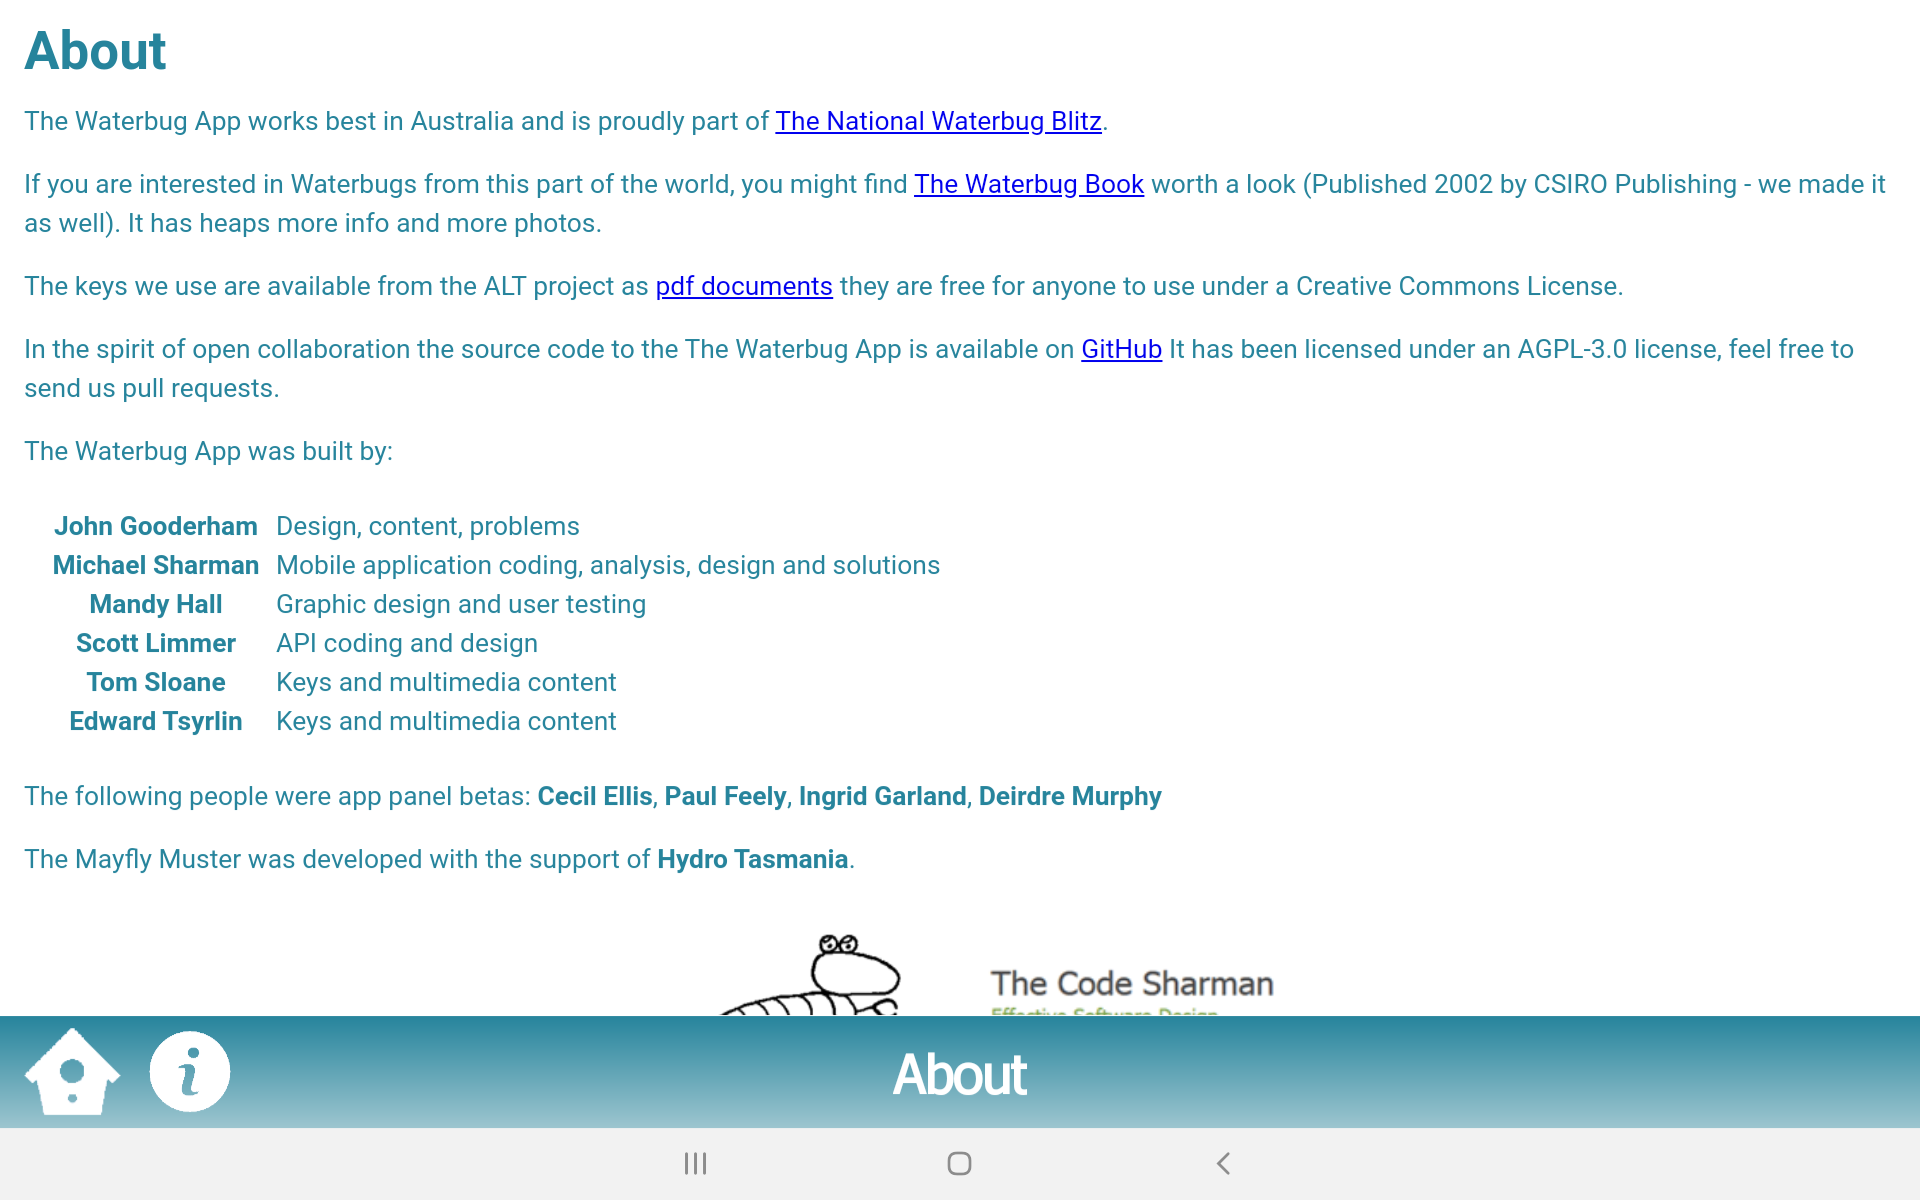 About
The Waterbug App works best in Australia and is proudly part of The National Waterbug Blitz.
If you are interested in Waterbugs from this part of the world, you might find The Waterbug Book worth a look (Published 2002 by CSIRO Publishing - we made it
as well). It has heaps more info and more photos.
The keys we use are available from the ALT project as pdf documents they are free for anyone to use under a Creative Commons License.
In the spirit of open collaboration the source code to the The Waterbug App is available on GitHub It has been licensed under an AGPL-3.0 license, feel free to
send us pull requests.
The Waterbug App was built by:
John Gooderham Design, content, problems
Michael Sharman Mobile application coding, analysis, design and solutions
Mandy Hall Graphic design and user testing
Scott Limmer API coding and design
Tom Sloane Keys and multimedia content
Edward Tsyrlin Keys and multimedia content
The following people were app panel betas: Cecil Ellis, Paul Feely, Ingrid Garland, Deirdre Murphy
The Mayfly Muster was developed with the support of Hydro Tasmania.
The Code Sharman
Effective Software Design
i
About